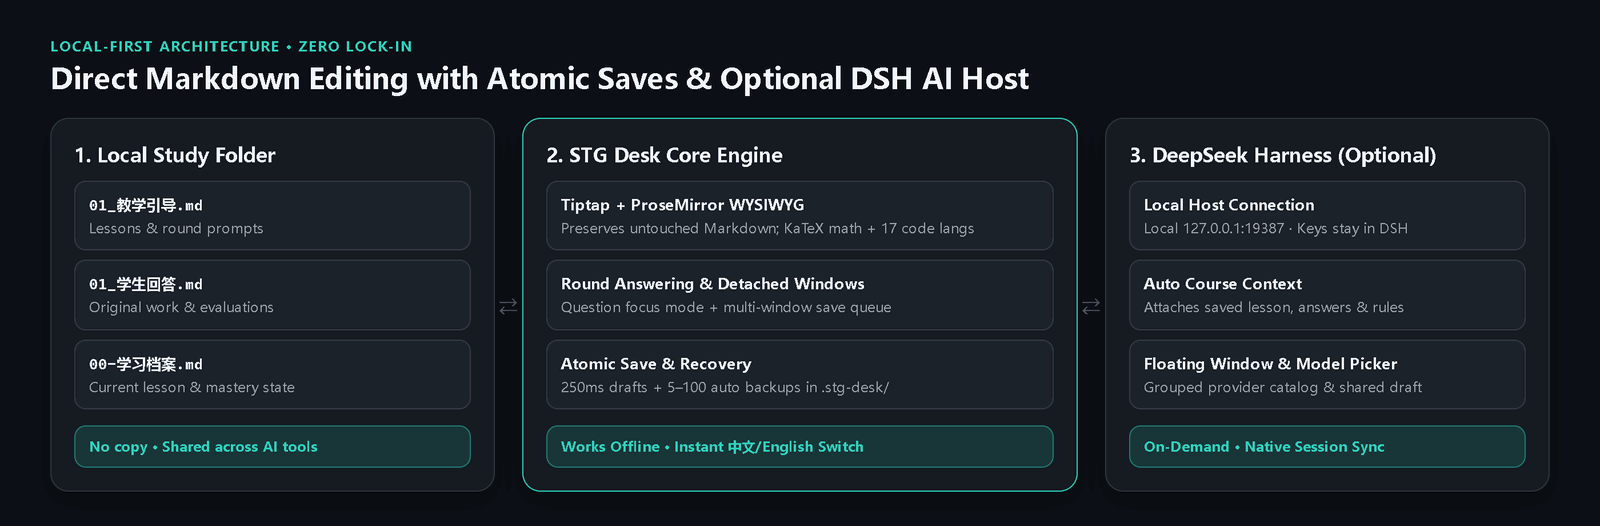 LOCAL-FIRST ARCHITECTURE • ZERO LOCK-IN
Direct Markdown Editing with Atomic Saves & Optional DSH AI Host
1. Local Study Folder
01_教学引导.md
Lessons & round prompts
01_学生回答.md
Original work & evaluations
00-学习档案.md
Current lesson & mastery state
No copy • Shared across AI tools
⇄
2. STG Desk Core Engine
Tiptap + ProseMirror WYSIWYG
Preserves untouched Markdown; KaTeX math + 17 code langs
Round Answering & Detached Windows
Question focus mode + multi-window save queue
Atomic Save & Recovery
250ms drafts + 5–100 auto backups in .stg-desk/
Works Offline • Instant 中文/English Switch
⇄
3. DeepSeek Harness (Optional)
Local Host Connection
Local 127.0.0.1:19387 · Keys stay in DSH
Auto Course Context
Attaches saved lesson, answers & rules
Floating Window & Model Picker
Grouped provider catalog & shared draft
On-Demand • Native Session Sync